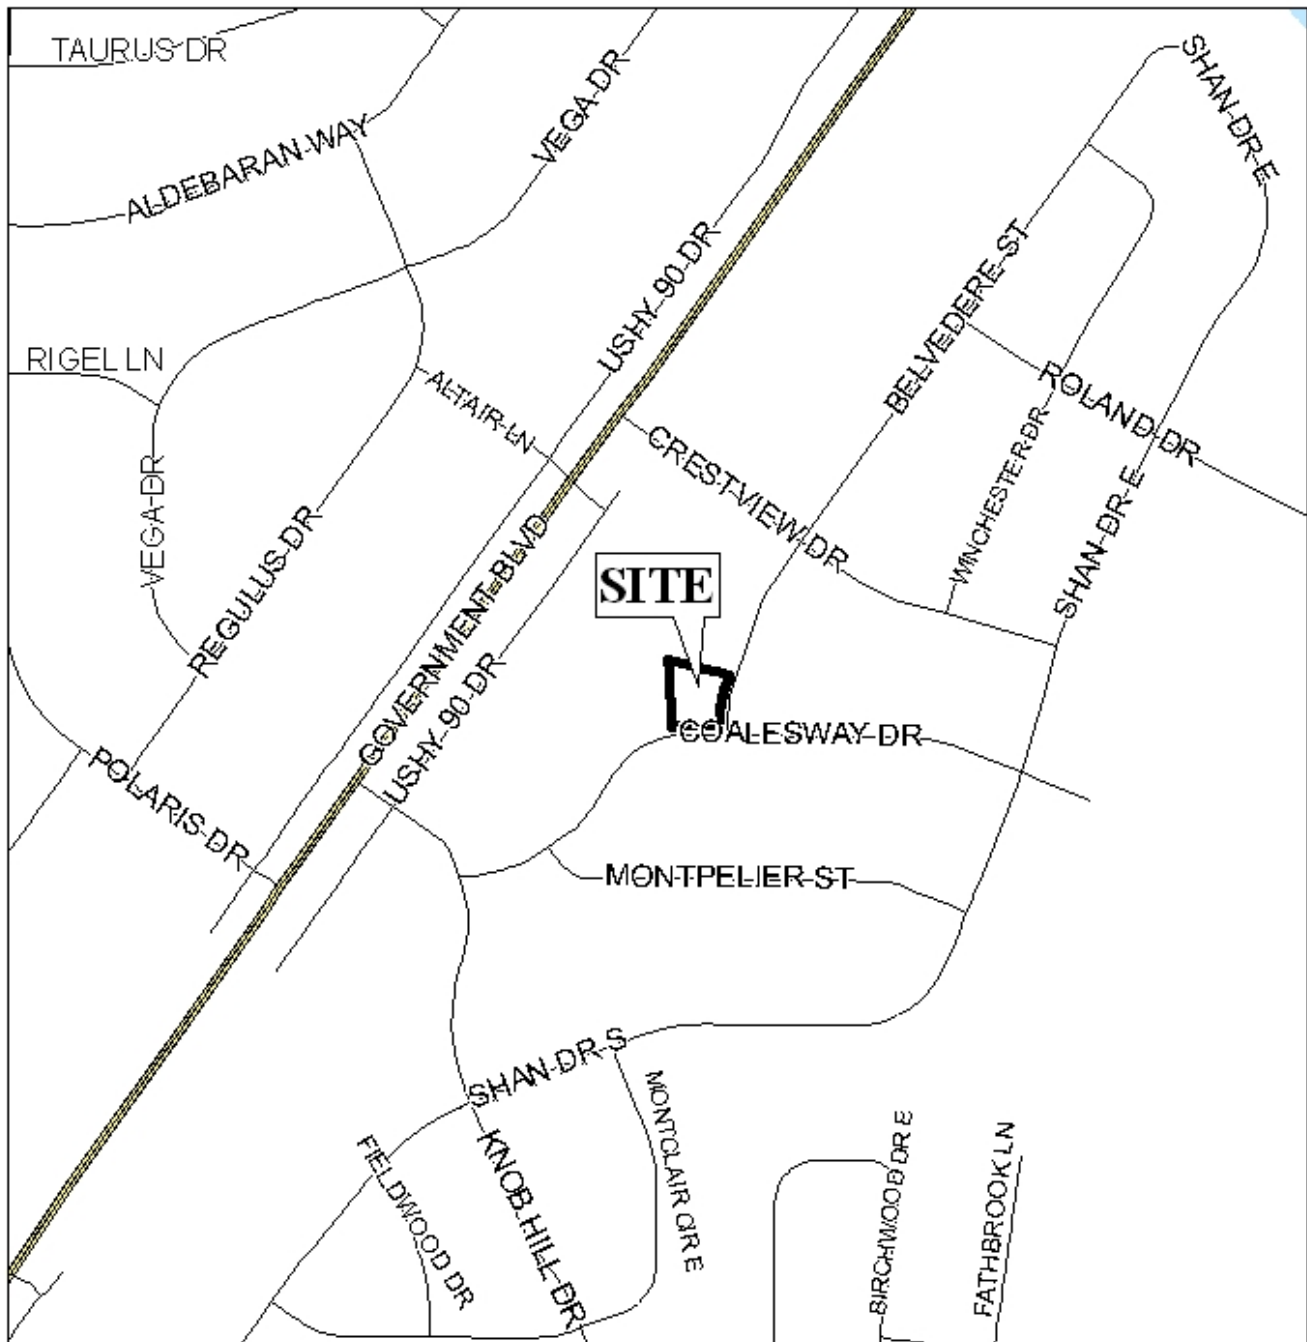 TAURUS DR
SHAN DR E
VEGA DR
ALDEBARAN WAY
USHY 90 DR
BELVEDERE ST
RIGEL LN
ALTAIR LN
ROLAND DR
CRESTVIEW DR
WINCHESTER DR
VEGA DR
REGULUS DR
SHAN DR E
GOVERNMENT BLVD
SITE
USHY 90 DR
COALESWAY DR
POLARIS DR
MONTPELIER ST
SHAN DR S
MONTCLAIR CIR E
KNOB HILL DR
FIELDWOOD DR
BIRCHWOOD DR E
FATHBROOK LN